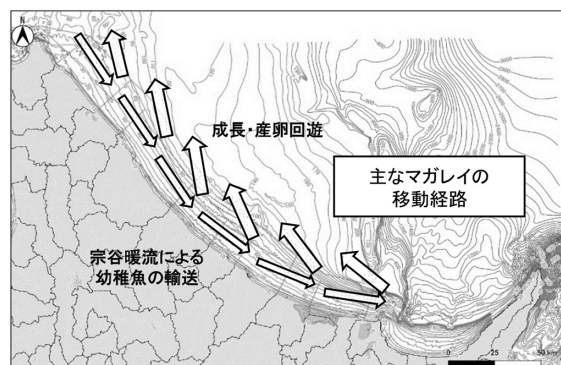 N
成長・産卵回遊
主なマガレイの
移動経路
宗谷暖流による
幼稚魚の輸送
0 25 50 km